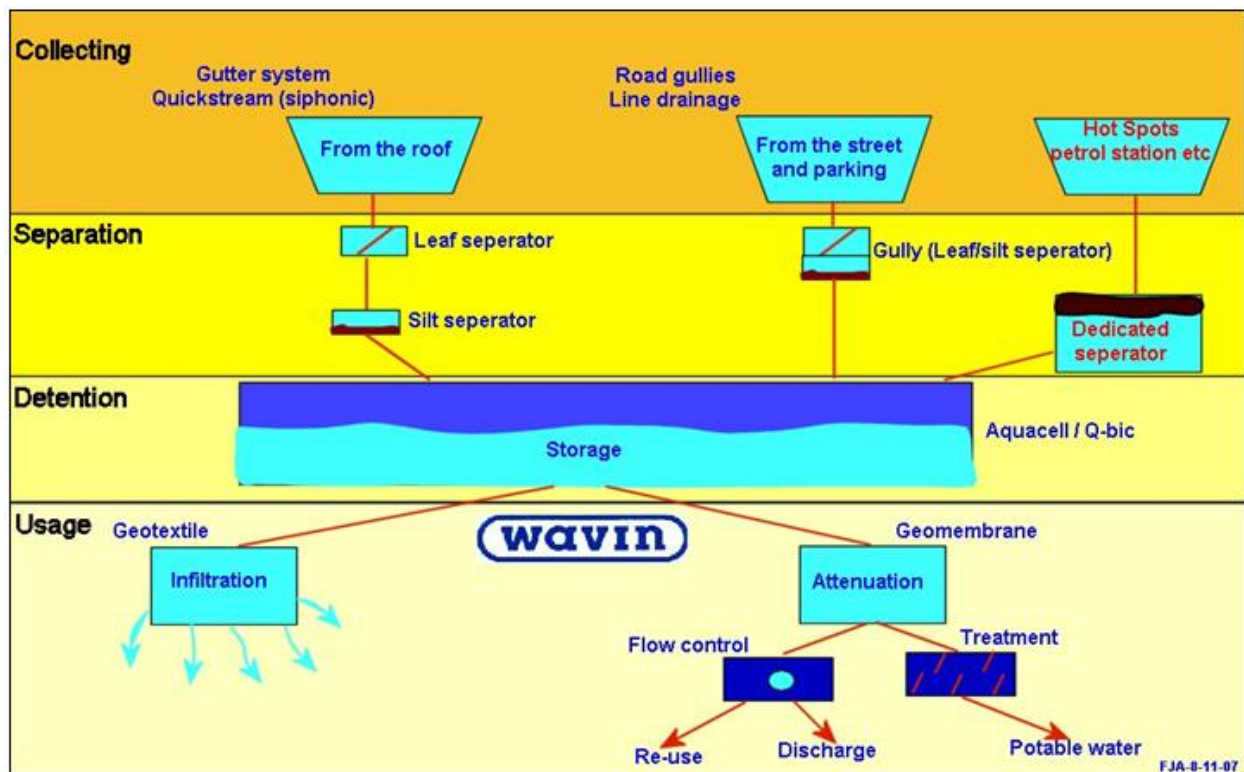 Collecting
Gutter system
Quickstream (siphonic)
Road gullies
Line drainage
From the roof
From the street
and parking
Hot Spots
petrol station etc
Separation
Leaf seperator
Gully (Leaf/silt seperator)
Silt seperator
Dedicated
seperator
Detention
Storage
Aquacell / Q-bic
Usage
Geotextile
wavin
Geomembrane
Infiltration
Attenuation
Flow control
Treatment
Re-use
Discharge
Potable water
FJA-8-11-07